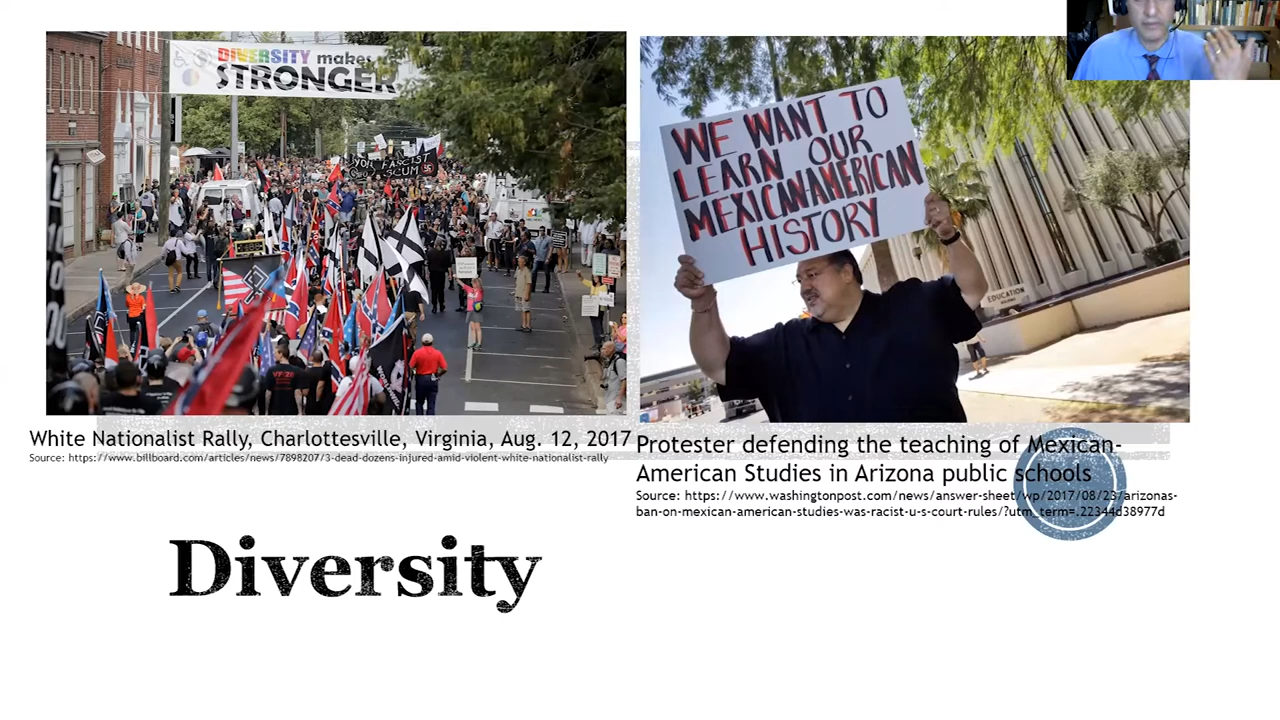 DIVERSITY makes
STRONGER
YOU FASCIST
SCUM
WE WANT TO
LEARN OUR
MEXICAN-AMERICAN
HISTORY
EDUCATION
White Nationalist Rally, Charlottesville, Virginia, Aug. 12, 2017
Source: https://www.billboard.com/articles/news/7898207/3-dead-dozens-injured-amid-violent-white-nationalist-rally
Protester defending the teaching of Mexican-
American Studies in Arizona public schools
Source: https://www.washingtonpost.com/news/answer-sheet/wp/2017/08/23/arizonas-
ban-on-mexican-american-studies-was-racist-u-s-court-rules/?utm_term=.22344d38977d
Diversity